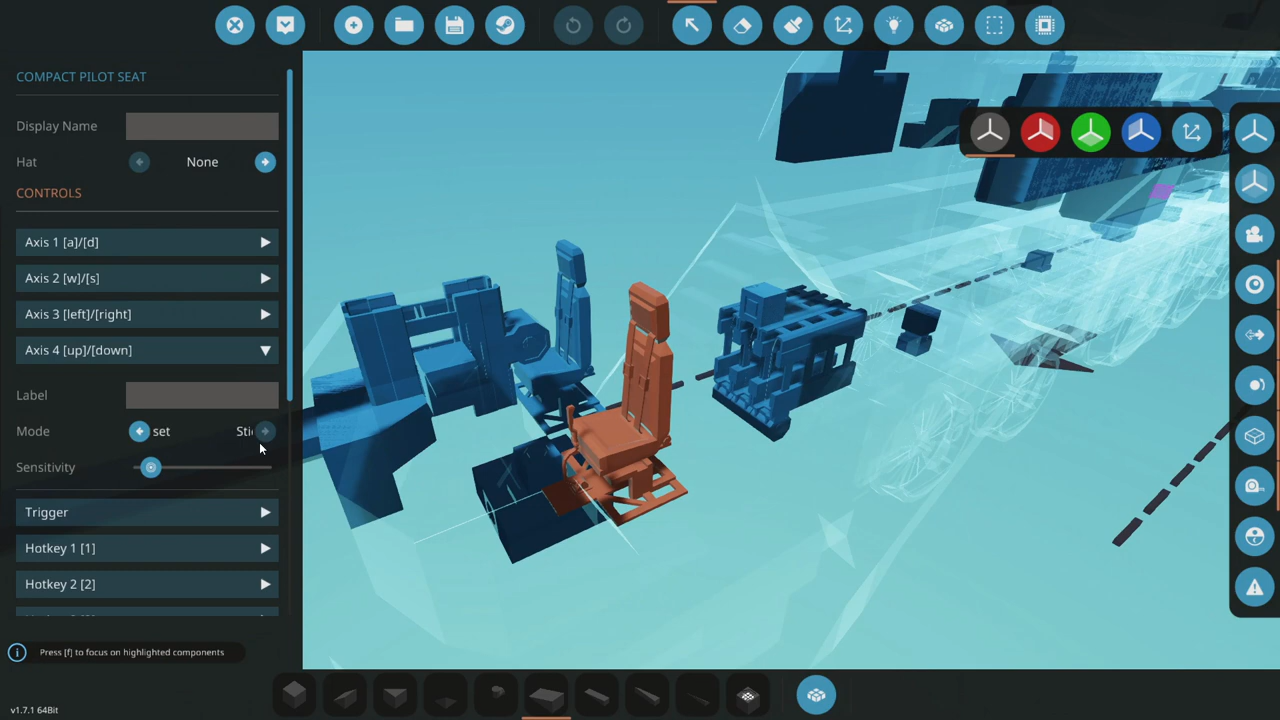 COMPACT PILOT SEAT
Display Name
Hat None
CONTROLS
Axis 1 [a]/[d]
Axis 2 [w]/[s]
Axis 3 [left]/[right]
Axis 4 [up]/[down]
Label
Mode set Sti
Sensitivity
Trigger
Hotkey 1 [1]
Hotkey 2 [2]
Press [f] to focus on highlighted components
v1.7.1 64Bit